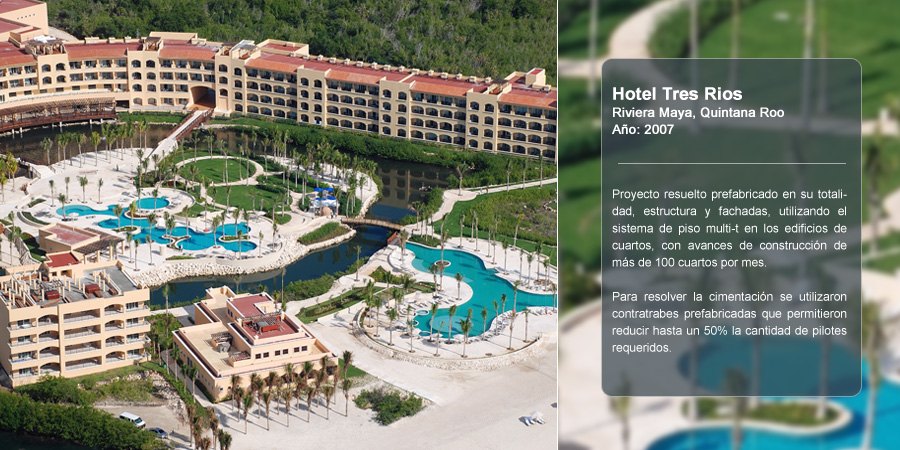 Hotel Tres Rios
Riviera Maya, Quintana Roo
Año: 2007
Proyecto resuelto prefabricado en su totali-
dad, estructura y fachadas, utilizando el
sistema de piso multi-t en los edificios de
cuartos, con avances de construcción de
más de 100 cuartos por mes.
Para resolver la cimentación se utilizaron
contratrabes prefabricadas que permitieron
reducir hasta un 50% la cantidad de pilotes
requeridos.